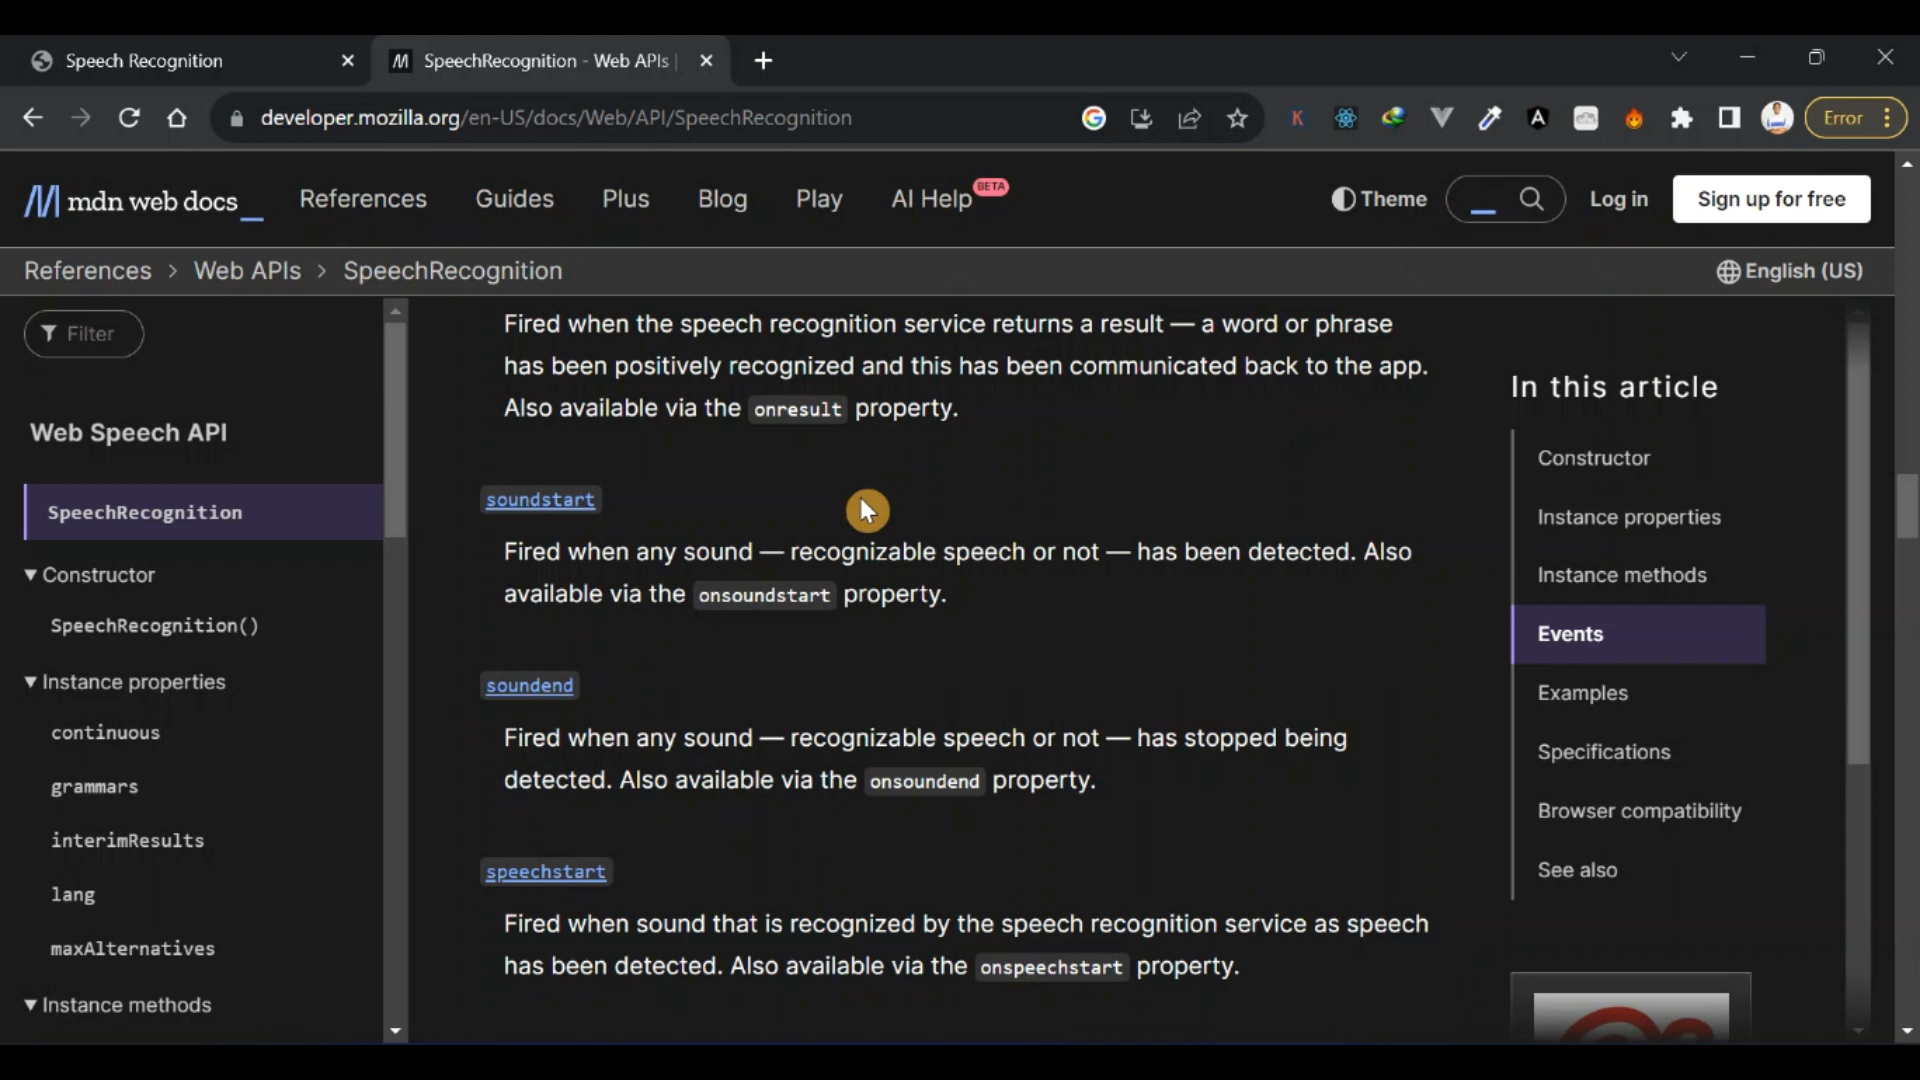 Speech Recognition
SpeechRecognition - Web APIs |
developer.mozilla.org/en-US/docs/Web/API/SpeechRecognition
K
A
Error
mdn web docs_
References
Guides
Plus
Blog
Play
AI Help
BETA
Theme
Log in
Sign up for free
References > Web APIs > SpeechRecognition
English (US)
Filter
Web Speech API
SpeechRecognition
▼ Constructor
SpeechRecognition()
▼ Instance properties
continuous
grammars
interimResults
lang
maxAlternatives
▼ Instance methods
Fired when the speech recognition service returns a result — a word or phrase
has been positively recognized and this has been communicated back to the app.
Also available via the onresult property.
soundstart
Fired when any sound — recognizable speech or not — has been detected. Also
available via the onsoundstart property.
soundend
Fired when any sound — recognizable speech or not — has stopped being
detected. Also available via the onsoundend property.
speechstart
Fired when sound that is recognized by the speech recognition service as speech
has been detected. Also available via the onspeechstart property.
In this article
Constructor
Instance properties
Instance methods
Events
Examples
Specifications
Browser compatibility
See also